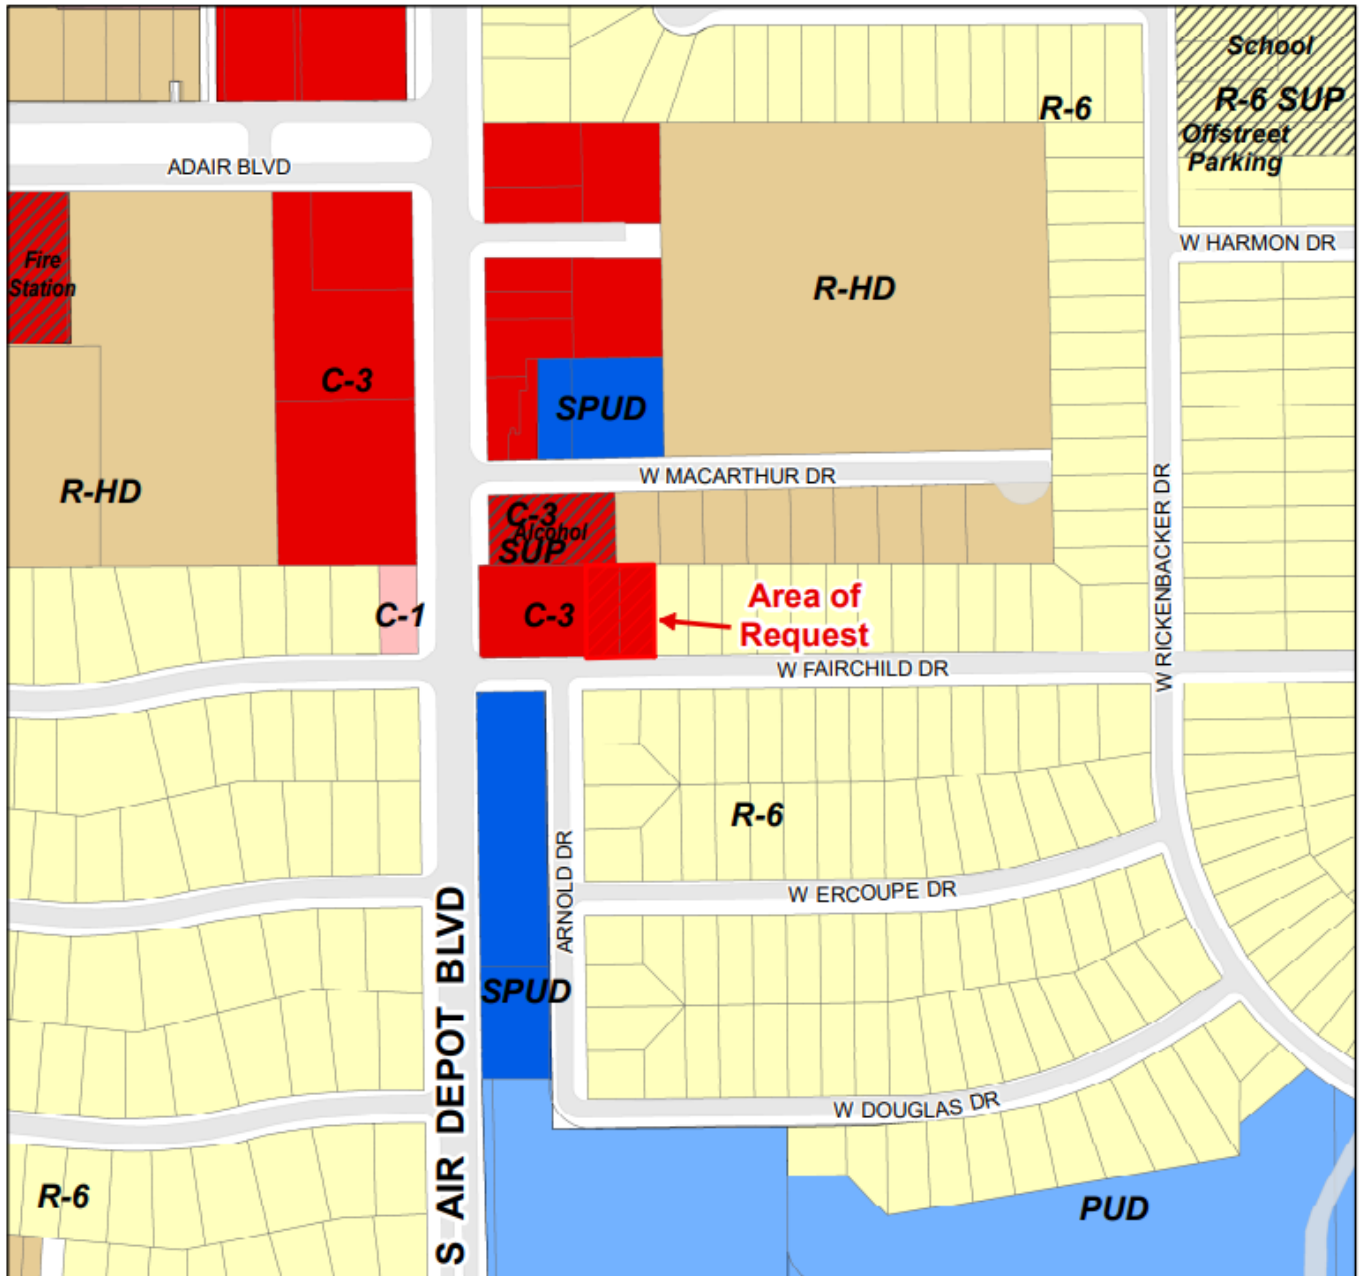 School
R-6
R-6 SUP
Offstreet
Parking
ADAIR BLVD
W HARMON DR
Fire
Station
R-HD
C-3
SPUD
R-HD
W MACARTHUR DR
W RICKENBACKER DR
C-3
Alcohol
SUP
Area of
Request
C-1
C-3
W FAIRCHILD DR
R-6
ARNOLD DR
W ERCOUPE DR
S AIR DEPOT BLVD
SPUD
W DOUGLAS DR
R-6
PUD